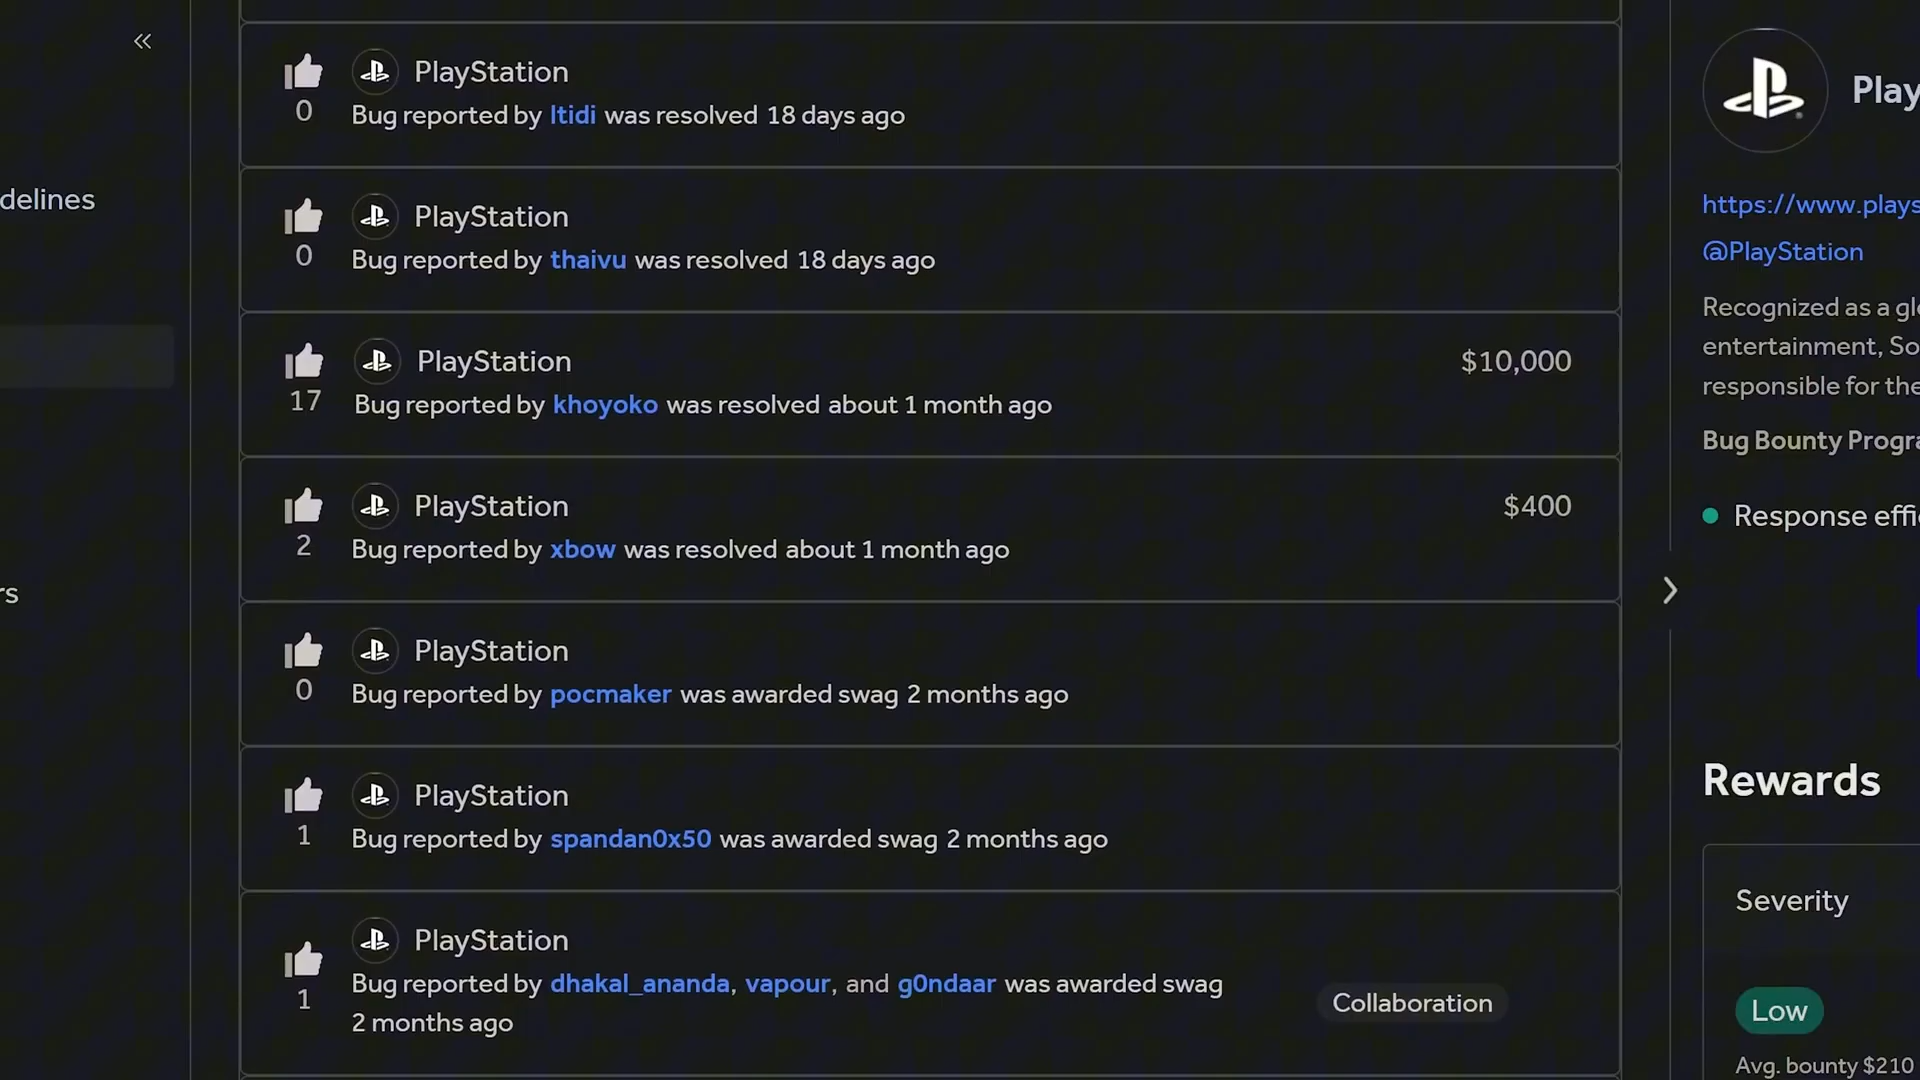 delines
rs
PlayStation
0
Bug reported by ltidi was resolved 18 days ago
PlayStation
0
Bug reported by thaivu was resolved 18 days ago
PlayStation
$10,000
17
Bug reported by khoyoko was resolved about 1 month ago
PlayStation
$400
2
Bug reported by xbow was resolved about 1 month ago
PlayStation
0
Bug reported by pocmaker was awarded swag 2 months ago
PlayStation
1
Bug reported by spandan0x50 was awarded swag 2 months ago
PlayStation
1
Bug reported by dhakal_ananda, vapour, and g0ndaar was awarded swag
2 months ago
Collaboration
Play
https://www.plays
@PlayStation
Recognized as a glo
entertainment, So
responsible for the
Bug Bounty Progra
Response effi
Rewards
Severity
Low
Avg. bounty $210